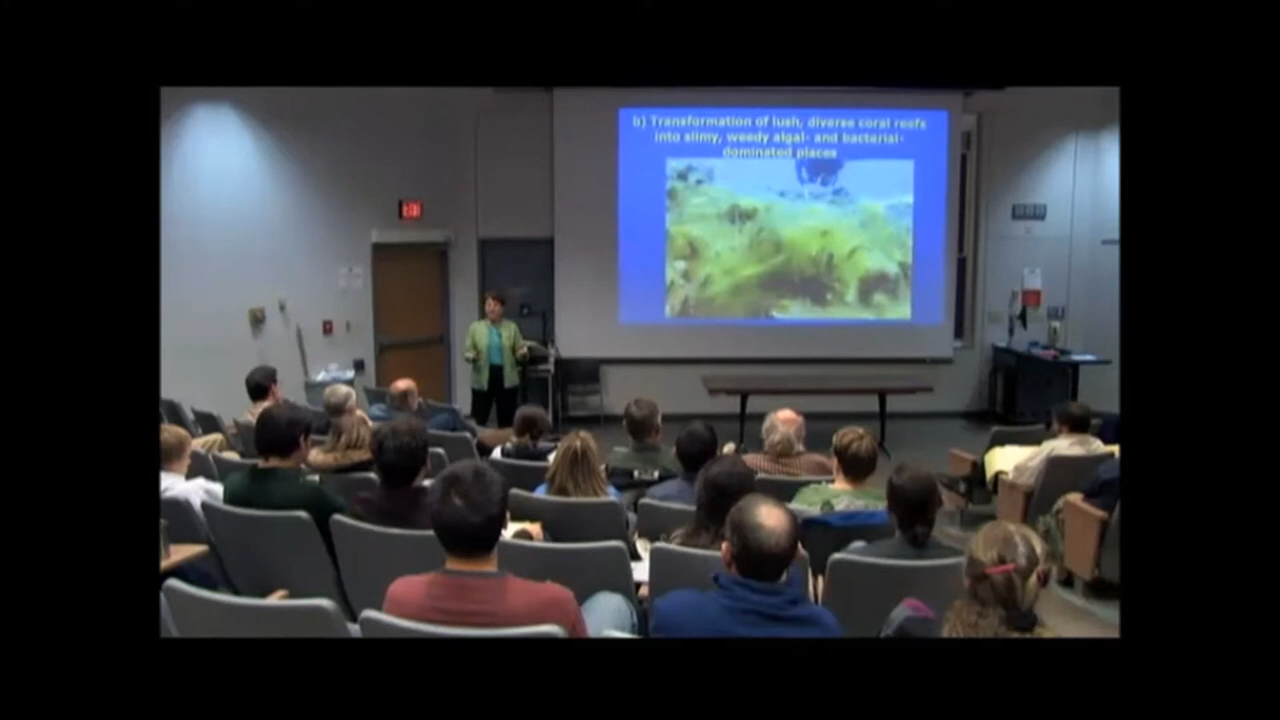 b) Transformation of lush, diverse coral reefs
into slimy, weedy algal- and bacterial-
dominated places